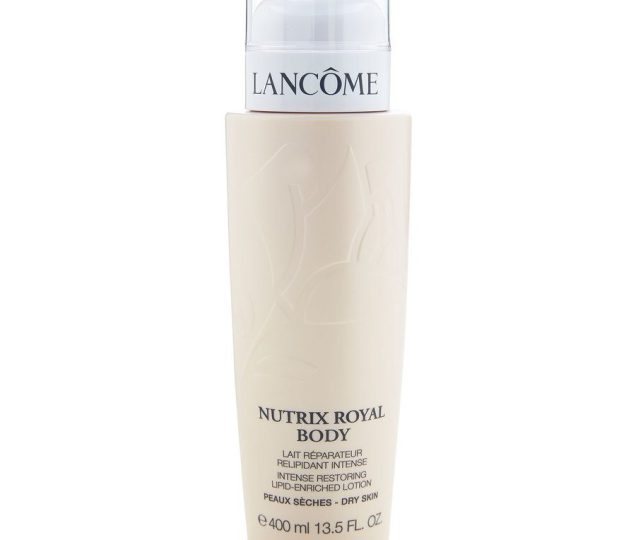 LANCÔME
NUTRIX ROYAL
BODY
LAIT RÉPARATEUR
RELIPIDANT INTENSE
INTENSE RESTORING
LIPID-ENRICHED LOTION
PEAUX SÈCHES - DRY SKIN
℮ 400 ml 13.5 FL. OZ.